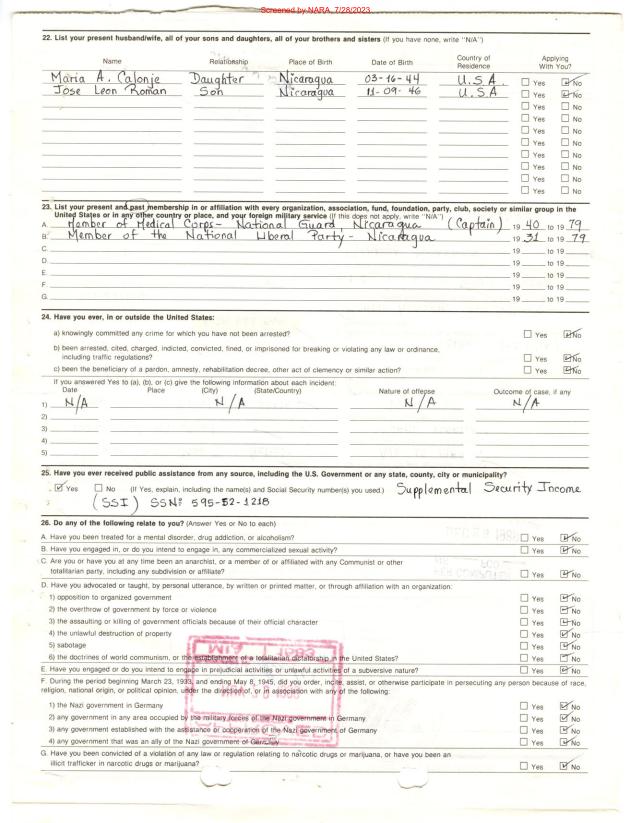 Screened by NARA, 7/28/2023
22. List your present husband/wife, all of your sons and daughters, all of your brothers and sisters (If you have none, write "N/A")
Name Relationship Place of Birth Date of Birth Country of Residence Applying With You?
Maria A. Calonje Daughter Nicaragua 03-16-44 U.S.A. Yes No
Jose Leon Roman Son Nicaragua 11-09-46 U.S.A Yes No
Yes No
Yes No
Yes No
Yes No
Yes No
Yes No
Yes No
Yes No
23. List your present and past membership in or affiliation with every organization, association, fund, foundation, party, club, society or similar group in the
United States or in any other country or place, and your foreign military service (If this does not apply, write "N/A")
A. Member of Medical Corps- National Guard, Nicaragua (Captain) 19 40 to 19 79
B. Member of the National Liberal Party- Nicaragua 19 31 to 19 79
C. 19 to 19
D. 19 to 19
E. 19 to 19
F. 19 to 19
G. 19 to 19
24. Have you ever, in or outside the United States:
a) knowingly committed any crime for which you have not been arrested? Yes No
b) been arrested, cited, charged, indicted, convicted, fined, or imprisoned for breaking or violating any law or ordinance,
including traffic regulations? Yes No
c) been the beneficiary of a pardon, amnesty, rehabilitation decree, other act of clemency or similar action? Yes No
If you answered Yes to (a), (b), or (c) give the following information about each incident:
Date Place (City) (State/Country) Nature of offense Outcome of case, if any
1) N/A N/A N/A N/A
2)
3)
4)
5)
25. Have you ever received public assistance from any source, including the U.S. Government or any state, county, city or municipality?
Yes No (If Yes, explain, including the name(s) and Social Security number(s) you used.) Supplemental Security Income
(SSI) SSNº 595-52-1218
26. Do any of the following relate to you? (Answer Yes or No to each)
A. Have you been treated for a mental disorder, drug addiction, or alcoholism? Yes No
B. Have you engaged in, or do you intend to engage in, any commercialized sexual activity? Yes No
C. Are you or have you at any time been an anarchist, or a member of or affiliated with any Communist or other
totalitarian party, including any subdivision or affiliate? Yes No
D. Have you advocated or taught, by personal utterance, by written or printed matter, or through affiliation with an organization:
1) opposition to organized government Yes No
2) the overthrow of government by force or violence Yes No
3) the assaulting or killing of government officials because of their official character Yes No
4) the unlawful destruction of property Yes No
5) sabotage Yes No
6) the doctrines of world communism, or the establishment of a totalitarian dictatorship in the United States? Yes No
E. Have you engaged or do you intend to engage in prejudicial activities or unlawful activities of a subversive nature? Yes No
F. During the period beginning March 23, 1933, and ending May 8, 1945, did you order, incite, assist, or otherwise participate in persecuting any person because of race,
religion, national origin, or political opinion, under the direction of, or in association with any of the following:
1) the Nazi government in Germany Yes No
2) any government in any area occupied by the military forces of the Nazi government in Germany Yes No
3) any government established with the assistance or cooperation of the Nazi government of Germany Yes No
4) any government that was an ally of the Nazi government of Germany Yes No
G. Have you been convicted of a violation of any law or regulation relating to narcotic drugs or marijuana, or have you been an
illicit trafficker in narcotic drugs or marijuana? Yes No